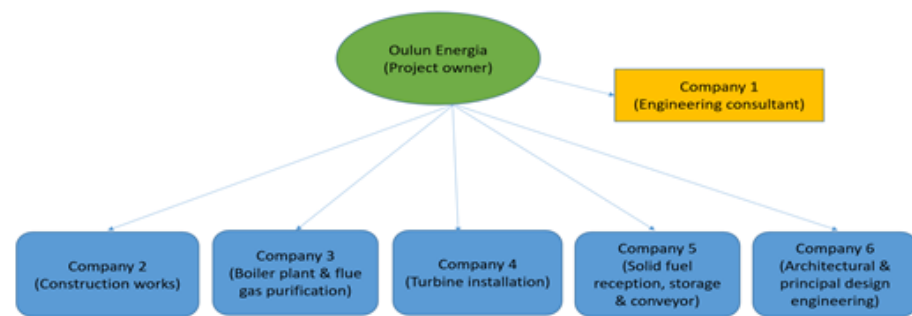 Oulun Energia
(Project owner)
Company 1
(Engineering consultant)
Company 2
(Construction works)
Company 3
(Boiler plant & flue
gas purification)
Company 4
(Turbine installation)
Company 5
(Solid fuel
reception, storage
& conveyor)
Company 6
(Architectural &
principal design
engineering)